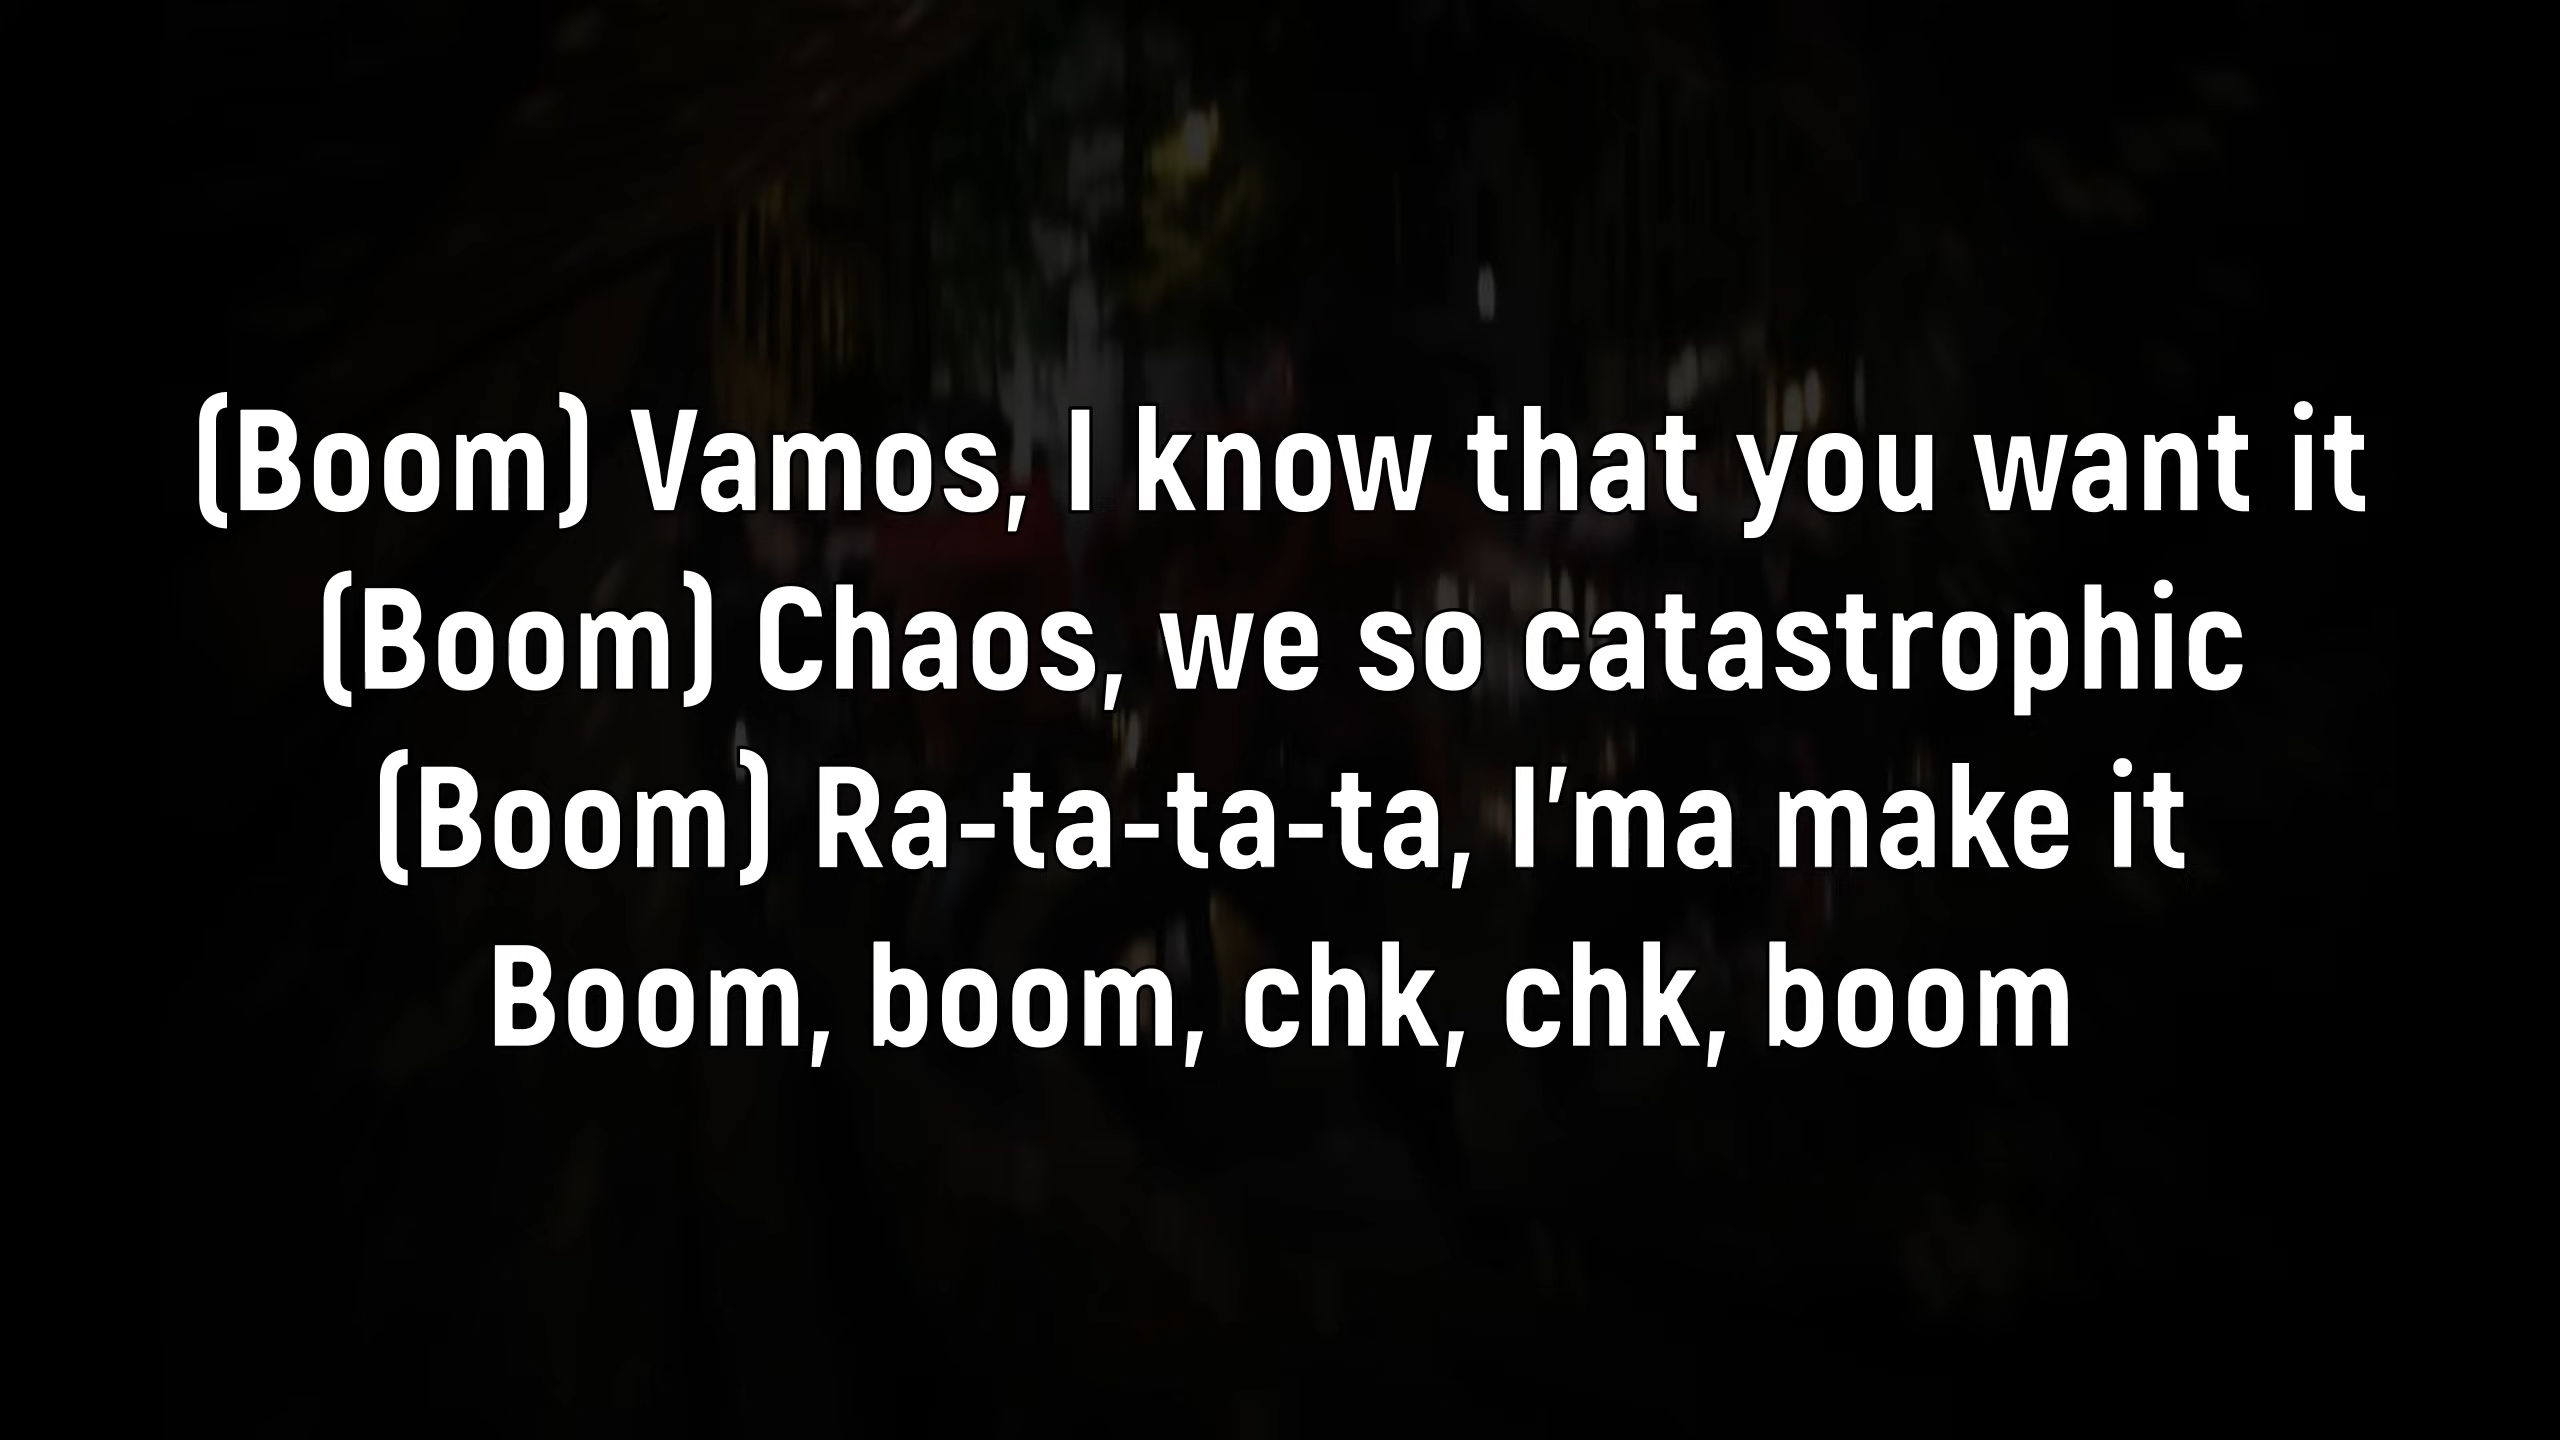 (Boom) Vamos, I know that you want it
(Boom) Chaos, we so catastrophic
(Boom) Ra-ta-ta-ta, I'ma make it
Boom, boom, chk, chk, boom